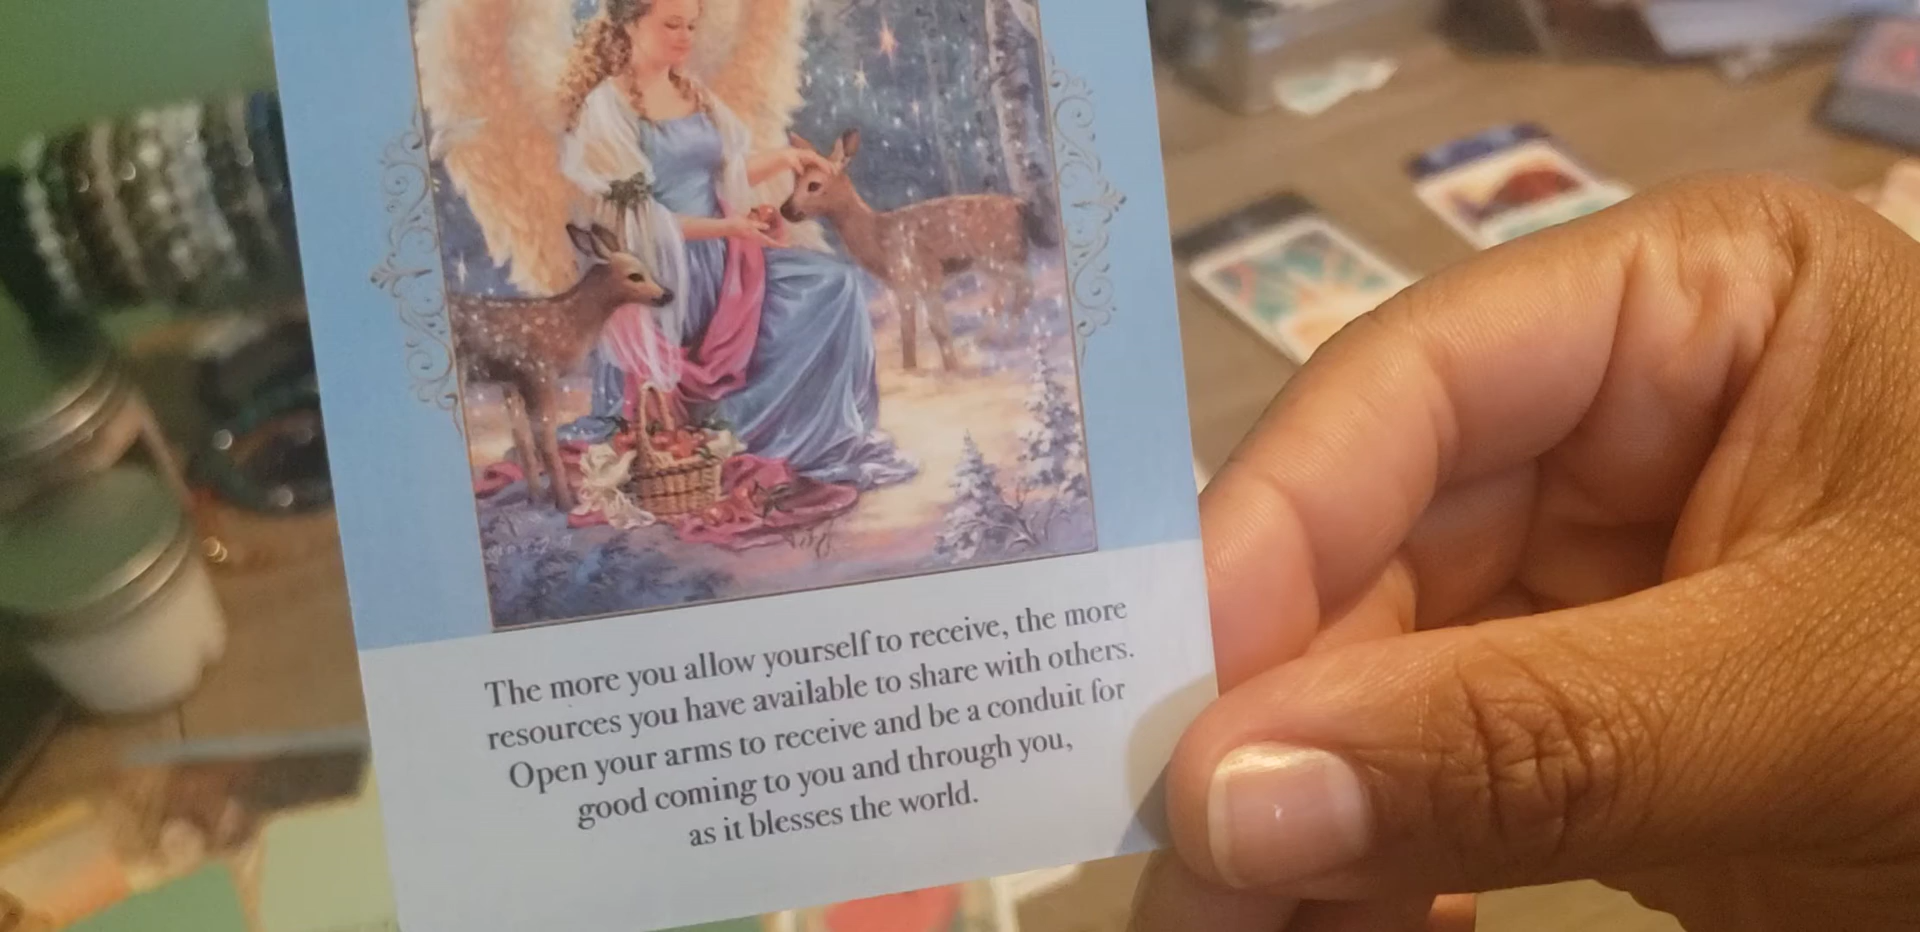 The more you allow yourself to receive, the more
resources you have available to share with others.
Open your arms to receive and be a conduit for
good coming to you and through you,
as it blesses the world.